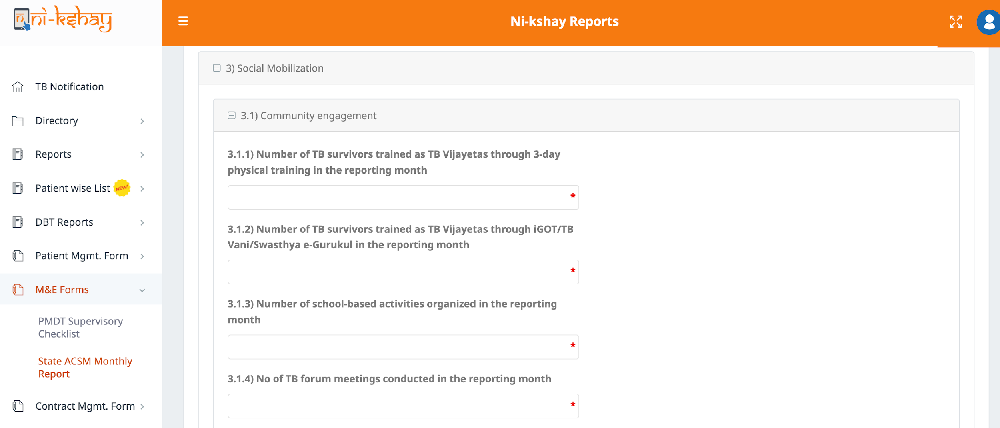 ni-kshay
Ni-kshay Reports
TB Notification
Directory
Reports
Patient wise List NEW!
DBT Reports
Patient Mgmt. Form
M&E Forms
PMDT Supervisory
Checklist
State ACSM Monthly
Report
Contract Mgmt. Form
3) Social Mobilization
3.1) Community engagement
3.1.1) Number of TB survivors trained as TB Vijayetas through 3-day
physical training in the reporting month
*
3.1.2) Number of TB survivors trained as TB Vijayetas through iGOT/TB
Vani/Swasthya e-Gurukul in the reporting month
*
3.1.3) Number of school-based activities organized in the reporting
month
*
3.1.4) No of TB forum meetings conducted in the reporting month
*